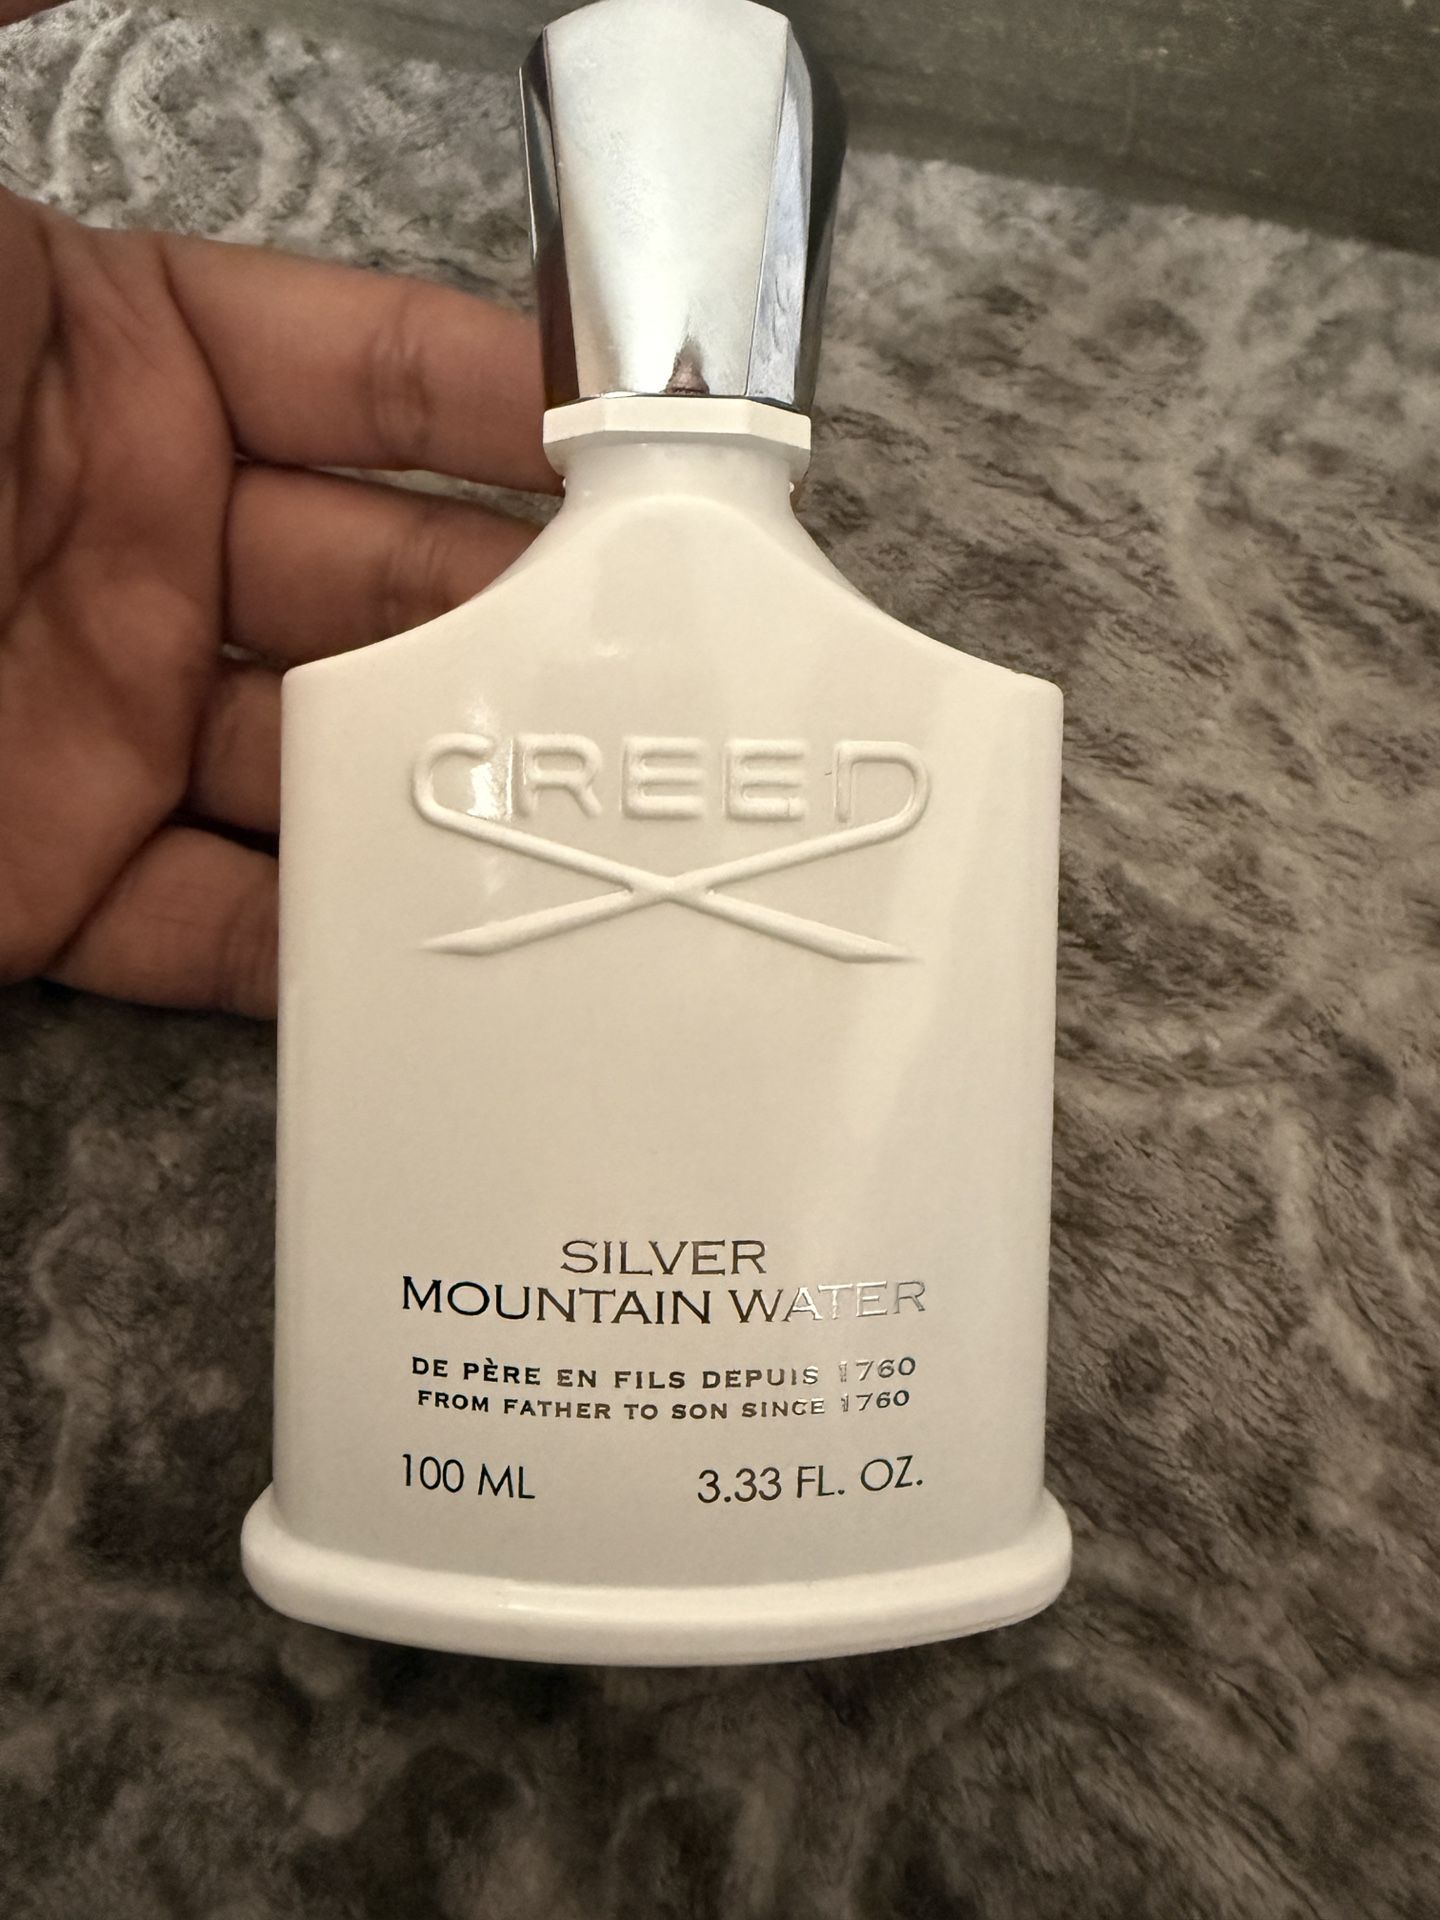 CREED
SILVER
MOUNTAIN WATER
DE PÈRE EN FILS DEPUIS 1760
FROM FATHER TO SON SINCE 1760
100 ML 3.33 FL. OZ.